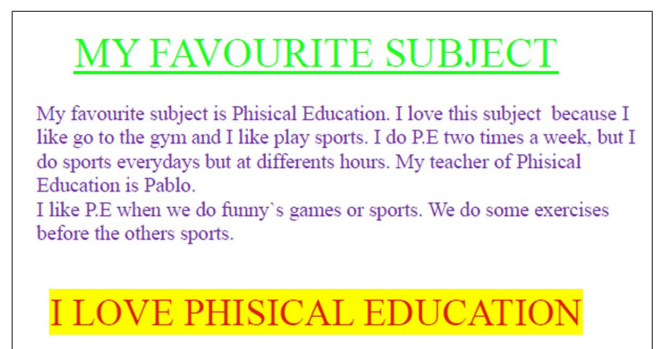 MY FAVOURITE SUBJECT
My favourite subject is Phisical Education. I love this subject  because I
like go to the gym and I like play sports. I do P.E two times a week, but I
do sports everydays but at differents hours. My teacher of Phisical
Education is Pablo.
I like P.E when we do funny`s games or sports. We do some exercises
before the others sports.
I LOVE PHISICAL EDUCATION